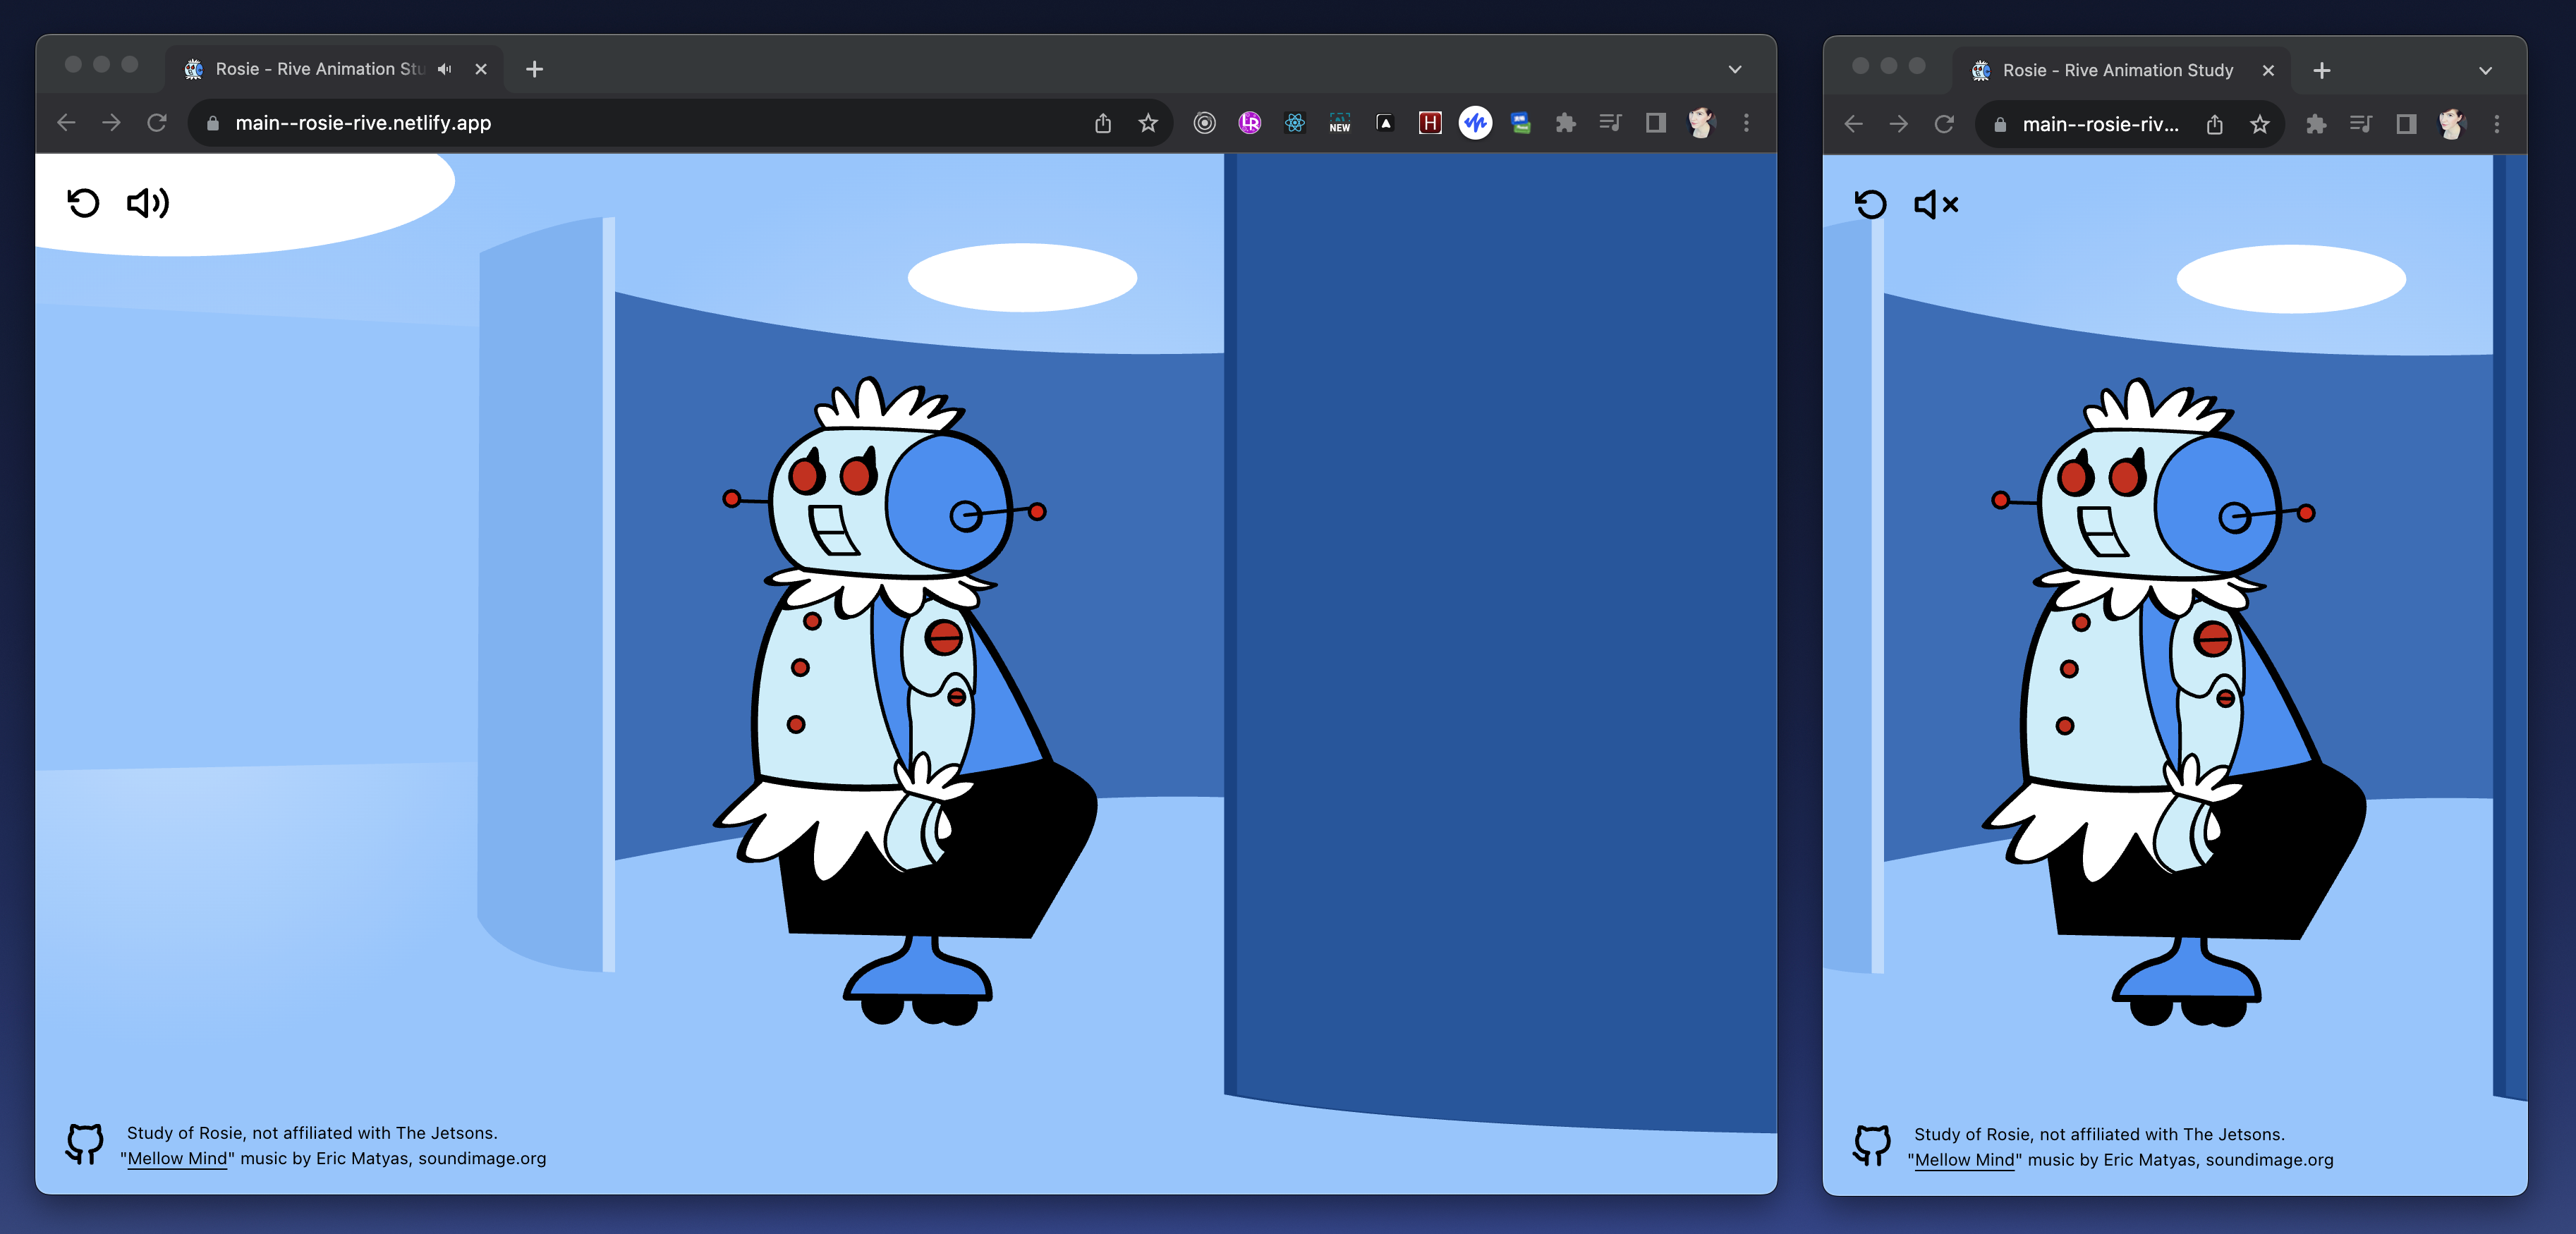 Rosie - Rive Animation Stu
main--rosie-rive.netlify.app
LR
NEW
H
Study of Rosie, not affiliated with The Jetsons.
"Mellow Mind" music by Eric Matyas, soundimage.org
Rosie - Rive Animation Study
main--rosie-riv...
Study of Rosie, not affiliated with The Jetsons.
"Mellow Mind" music by Eric Matyas, soundimage.org